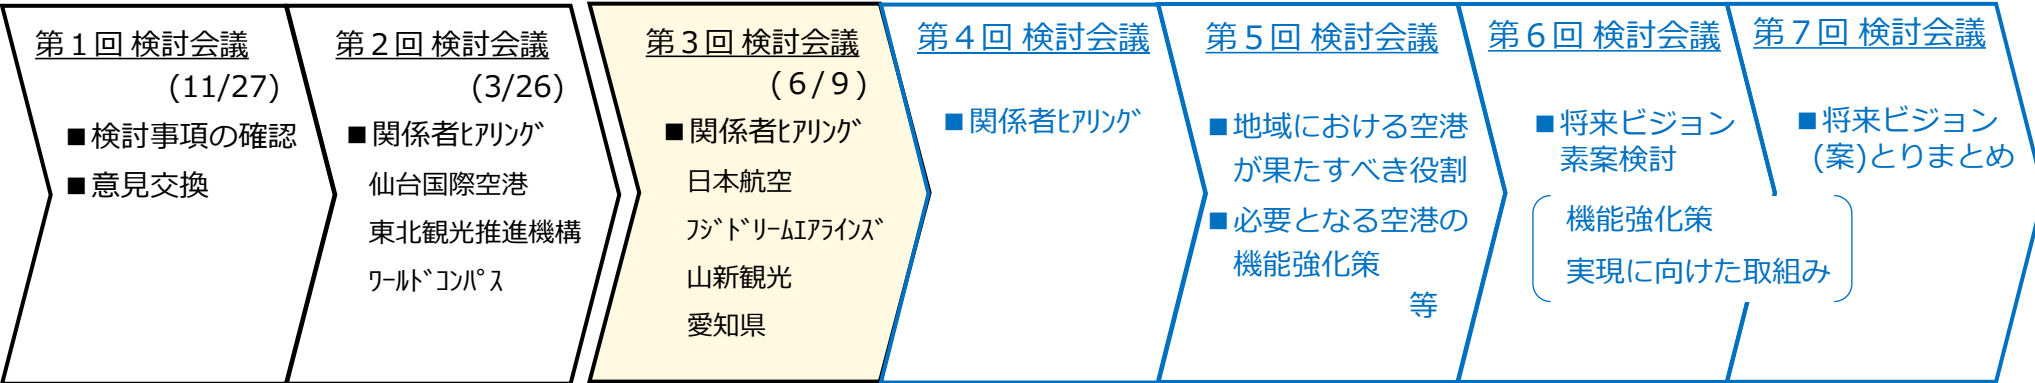 第１回 検討会議
(11/27)
■検討事項の確認
■意見交換
第２回 検討会議
(3/26)
■関係者ﾋｱﾘﾝｸﾞ
仙台国際空港
東北観光推進機構
ﾜｰﾙﾄﾞｺﾝﾊﾟｽ
第３回 検討会議
(６/９)
■関係者ﾋｱﾘﾝｸﾞ
日本航空
ﾌｼﾞﾄﾞﾘｰﾑｴｱﾗｲﾝｽﾞ
山新観光
愛知県
第４回 検討会議
■関係者ﾋｱﾘﾝｸﾞ
第５回 検討会議
■地域における空港
が果たすべき役割
■必要となる空港の
機能強化策
等
第６回 検討会議
■将来ビジョン
素案検討
機能強化策
実現に向けた取組み
第７回 検討会議
■将来ビジョン
(案)とりまとめ